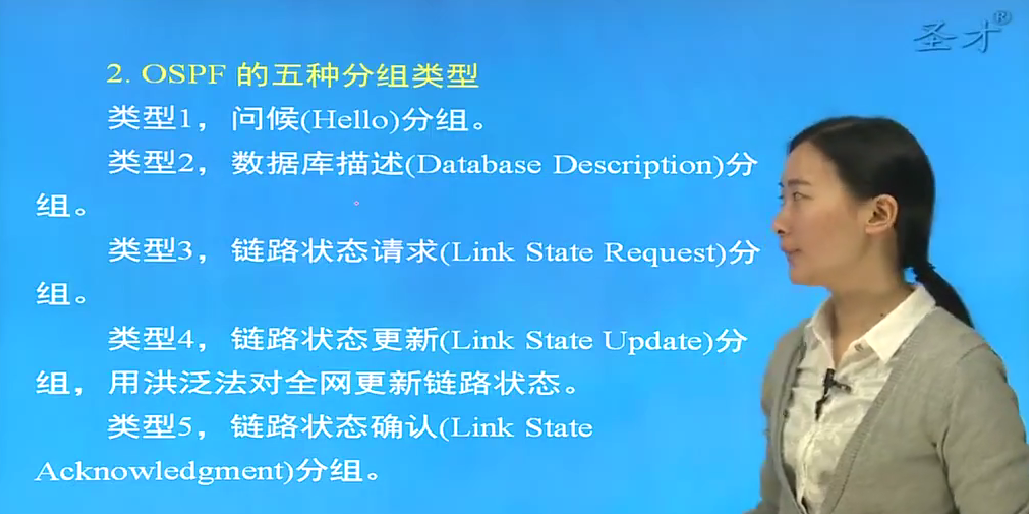 圣才®
2. OSPF 的五种分组类型
类型1，问候(Hello)分组。
类型2，数据库描述(Database Description)分
组。
类型3，链路状态请求(Link State Request)分
组。
类型4，链路状态更新(Link State Update)分
组，用洪泛法对全网更新链路状态。
类型5，链路状态确认(Link State
Acknowledgment)分组。